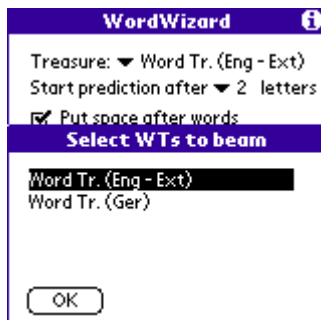 WordWizard
Treasure: Word Tr. (Eng - Ext)
Start prediction after 2 letters
Put space after words
Select WTs to beam
Word Tr. (Eng - Ext)
Word Tr. (Ger)
OK